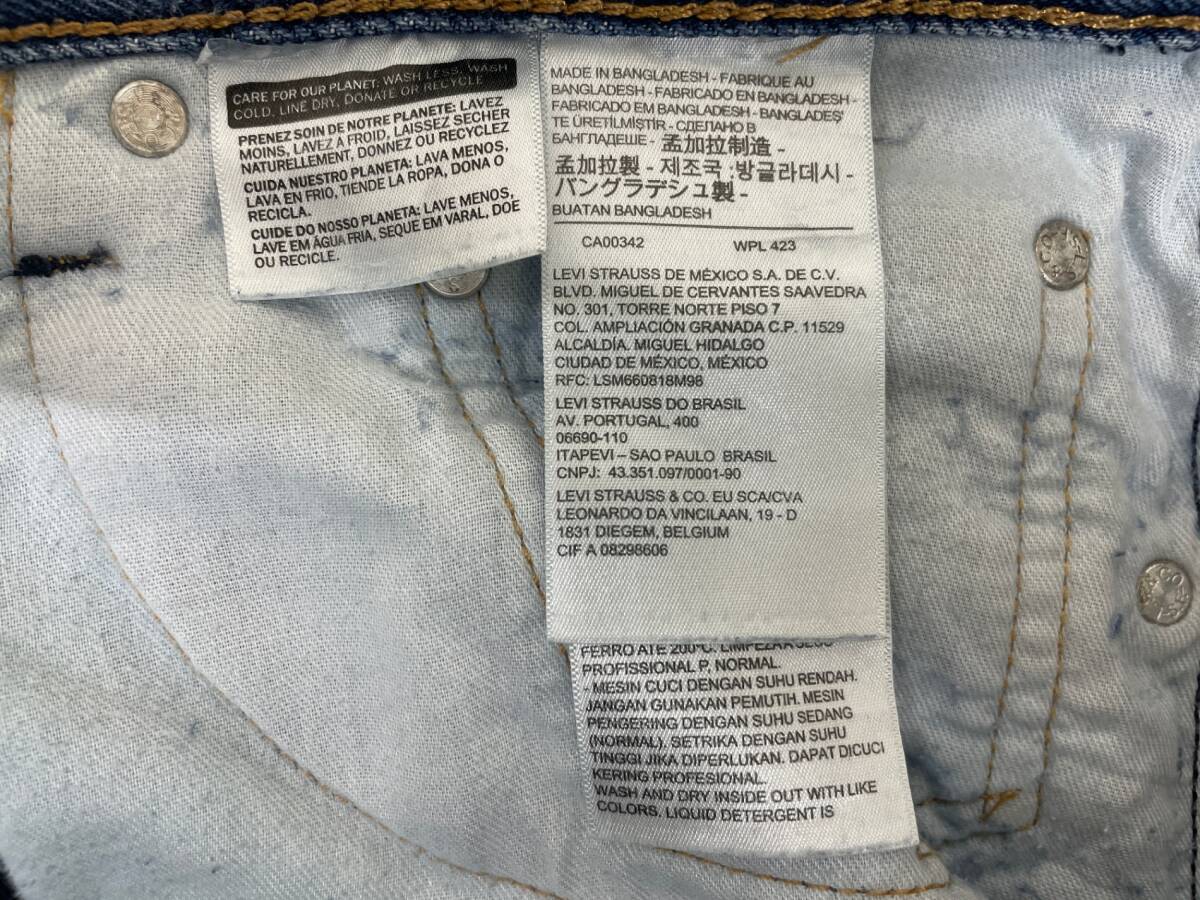 CARE FOR OUR PLANET: WASH LESS, WASH
COLD, LINE DRY, DONATE OR RECYCLE
PRENEZ SOIN DE NOTRE PLANETE: LAVEZ
MOINS, LAVEZ A FROID, LAISSEZ SECHER
NATURELLEMENT, DONNEZ OU RECYCLEZ
CUIDA NUESTRO PLANETA: LAVA MENOS,
LAVA EN FRIO, TIENDE LA ROPA, DONA O
RECICLA.
CUIDE DO NOSSO PLANETA: LAVE MENOS,
LAVE EM ÁGUA FRIA, SEQUE EM VARAL, DOE
OU RECICLE.
MADE IN BANGLADESH - FABRIQUE AU
BANGLADESH - FABRICADO EN BANGLADESH -
FABRICADO EM BANGLADESH - BANGLADEŞ'
TE ÜRETİLMİŞTİR - СДЕЛАНО В
БАНГЛАДЕШЕ - 孟加拉制造 -
孟加拉製 - 제조국 :방글라데시 -
バングラデシュ製 -
BUATAN BANGLADESH
CA00342 WPL 423
LEVI STRAUSS DE MÉXICO S.A. DE C.V.
BLVD. MIGUEL DE CERVANTES SAAVEDRA
NO. 301, TORRE NORTE PISO 7
COL. AMPLIACIÓN GRANADA C.P. 11529
ALCALDÍA. MIGUEL HIDALGO
CIUDAD DE MÉXICO, MÉXICO
RFC: LSM660818M98
LEVI STRAUSS DO BRASIL
AV. PORTUGAL, 400
06690-110
ITAPEVI – SAO PAULO BRASIL
CNPJ: 43.351.097/0001-90
LEVI STRAUSS & CO. EU SCA/CVA
LEONARDO DA VINCILAAN, 19 - D
1831 DIEGEM, BELGIUM
CIF A 08298606
FERRO ATÉ 200°C. LIMPEZA A SECO
PROFISSIONAL P, NORMAL.
- MESIN CUCI DENGAN SUHU RENDAH.
JANGAN GUNAKAN PEMUTIH. MESIN
PENGERING DENGAN SUHU SEDANG
(NORMAL). SETRIKA DENGAN SUHU
TINGGI JIKA DIPERLUKAN. DAPAT DICUCI
KERING PROFESIONAL.
WASH AND DRY INSIDE OUT WITH LIKE
COLORS. LIQUID DETERGENT IS